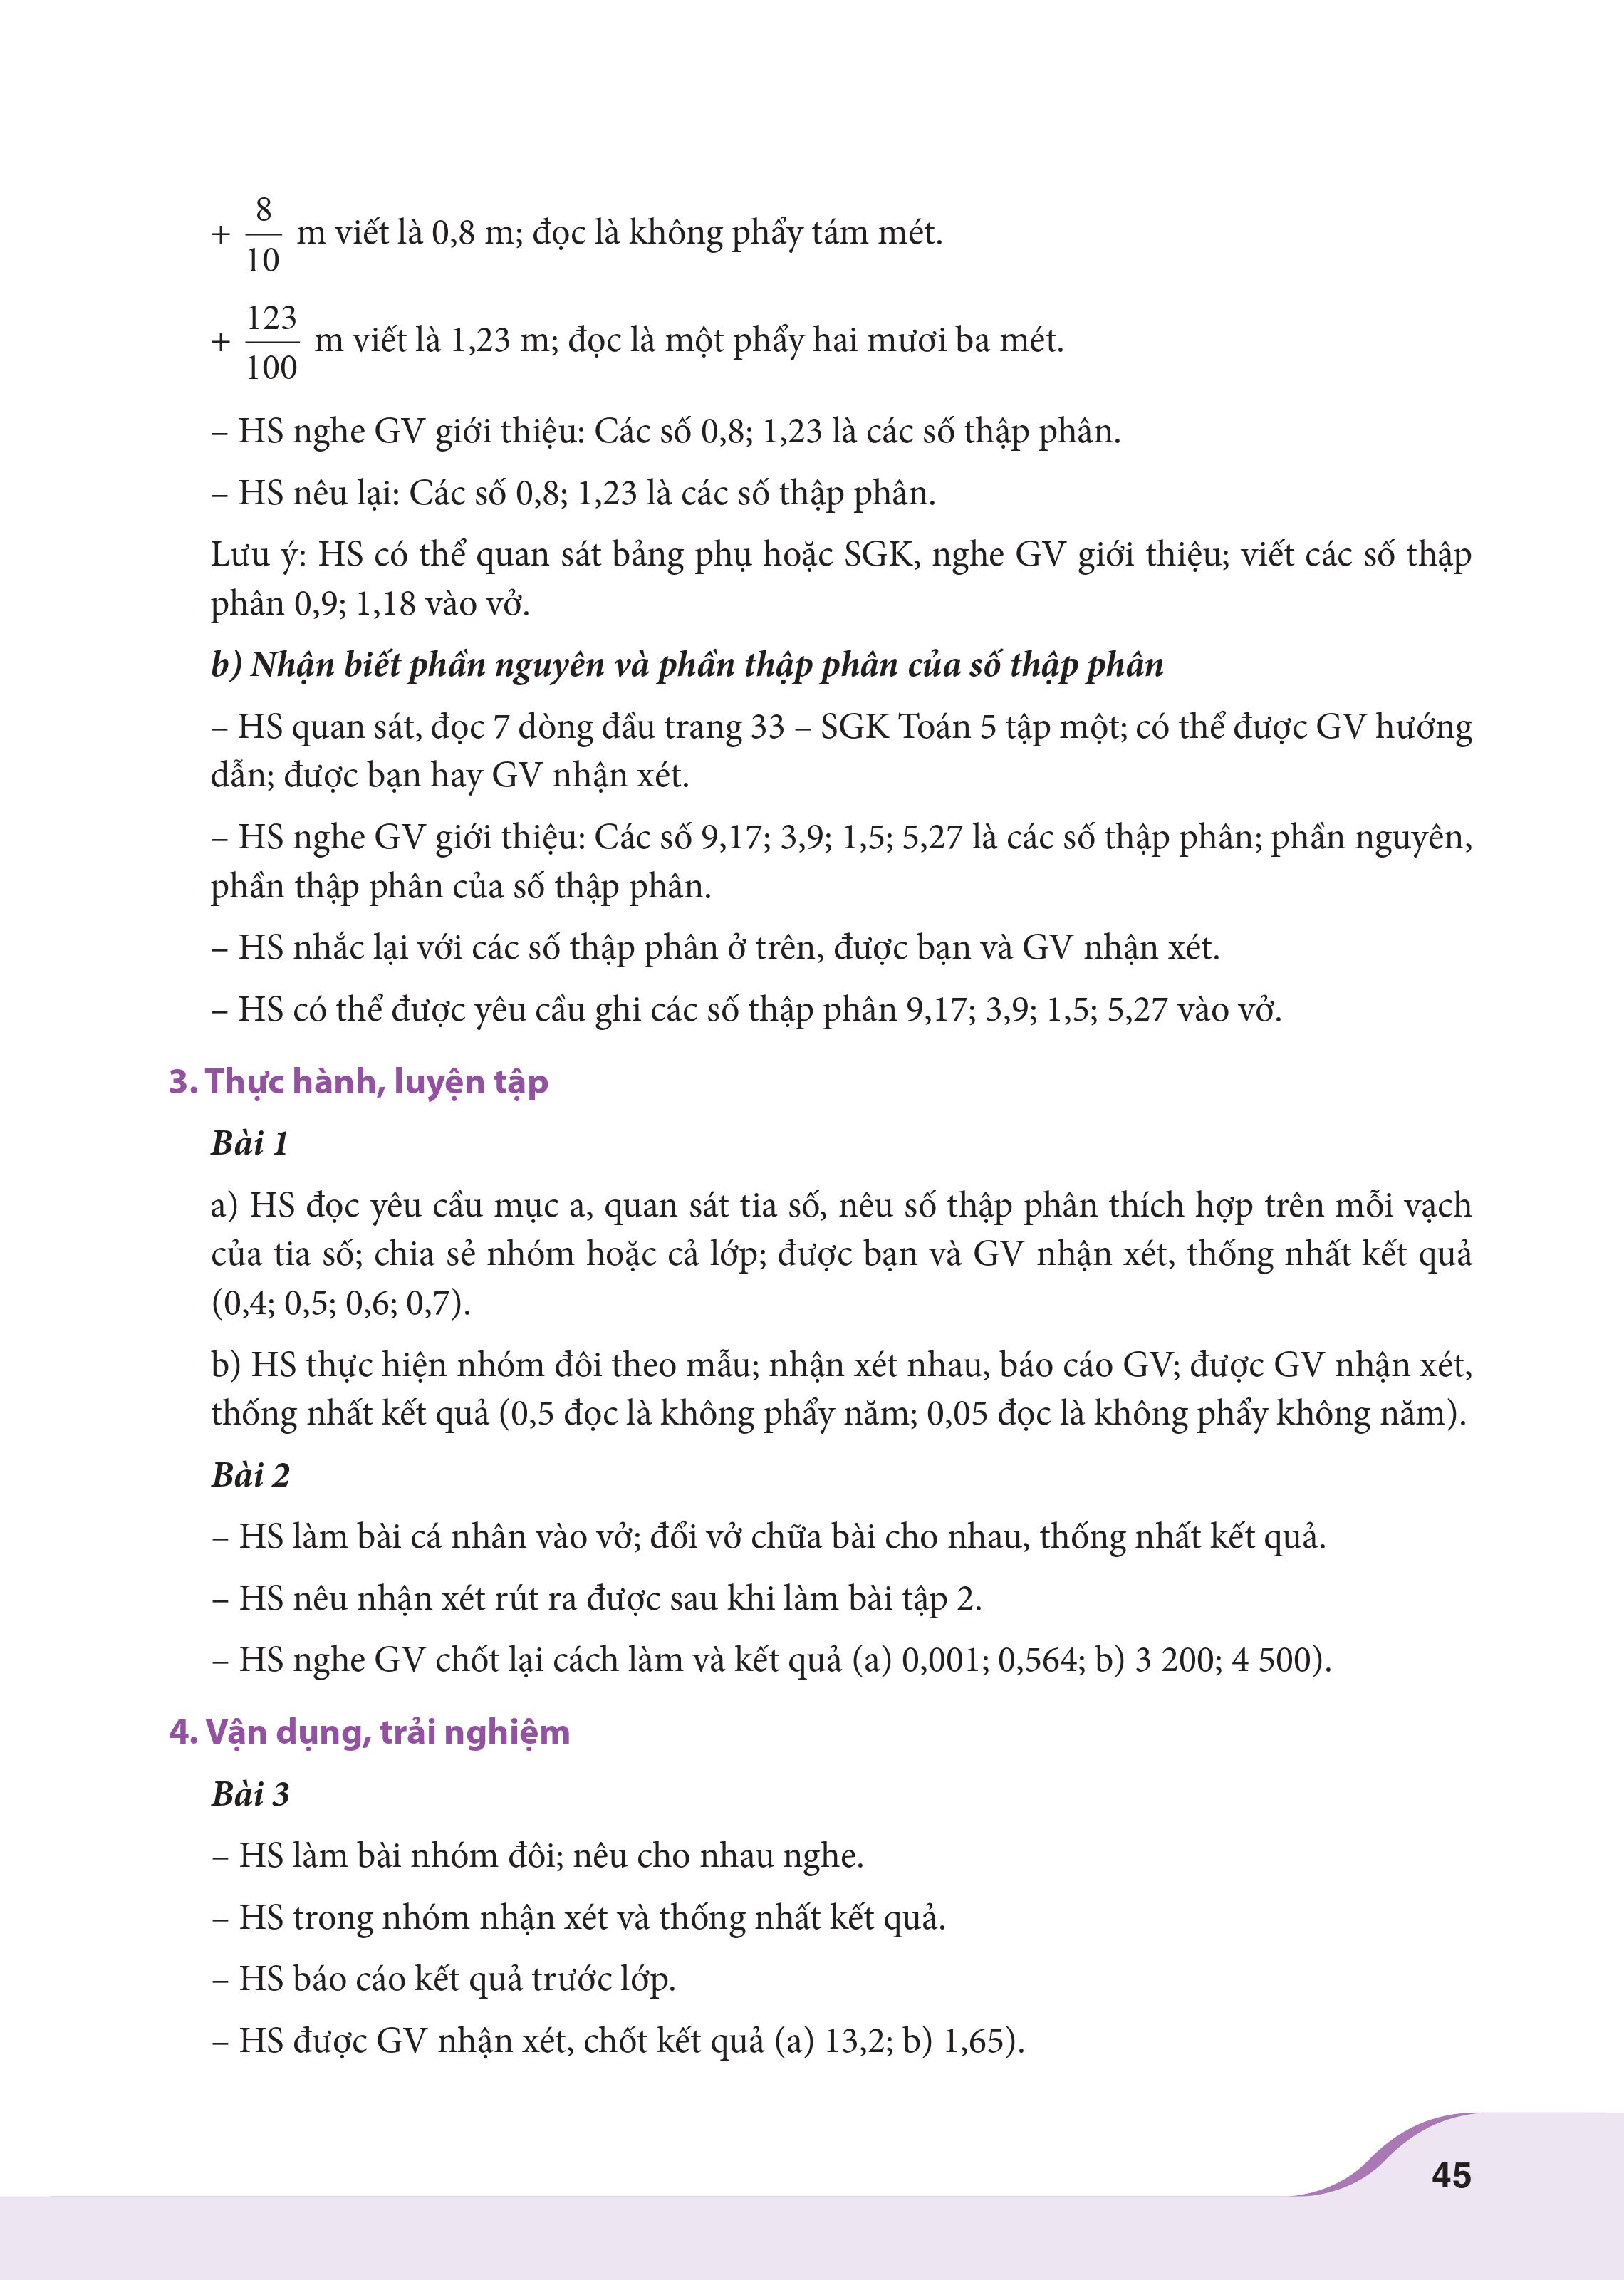 + 8/10 m viết là 0,8 m; đọc là không phẩy tám mét.
+ 123/100 m viết là 1,23 m; đọc là một phẩy hai mươi ba mét.
– HS nghe GV giới thiệu: Các số 0,8; 1,23 là các số thập phân.
– HS nêu lại: Các số 0,8; 1,23 là các số thập phân.
Lưu ý: HS có thể quan sát bảng phụ hoặc SGK, nghe GV giới thiệu; viết các số thập
phân 0,9; 1,18 vào vở.
b) Nhận biết phần nguyên và phần thập phân của số thập phân
– HS quan sát, đọc 7 dòng đầu trang 33 – SGK Toán 5 tập một; có thể được GV hướng
dẫn; được bạn hay GV nhận xét.
– HS nghe GV giới thiệu: Các số 9,17; 3,9; 1,5; 5,27 là các số thập phân; phần nguyên,
phần thập phân của số thập phân.
– HS nhắc lại với các số thập phân ở trên, được bạn và GV nhận xét.
– HS có thể được yêu cầu ghi các số thập phân 9,17; 3,9; 1,5; 5,27 vào vở.
3. Thực hành, luyện tập
Bài 1
a) HS đọc yêu cầu mục a, quan sát tia số, nêu số thập phân thích hợp trên mỗi vạch
của tia số; chia sẻ nhóm hoặc cả lớp; được bạn và GV nhận xét, thống nhất kết quả
(0,4; 0,5; 0,6; 0,7).
b) HS thực hiện nhóm đôi theo mẫu; nhận xét nhau, báo cáo GV; được GV nhận xét,
thống nhất kết quả (0,5 đọc là không phẩy năm; 0,05 đọc là không phẩy không năm).
Bài 2
– HS làm bài cá nhân vào vở; đổi vở chữa bài cho nhau, thống nhất kết quả.
– HS nêu nhận xét rút ra được sau khi làm bài tập 2.
– HS nghe GV chốt lại cách làm và kết quả (a) 0,001; 0,564; b) 3 200; 4 500).
4. Vận dụng, trải nghiệm
Bài 3
– HS làm bài nhóm đôi; nêu cho nhau nghe.
– HS trong nhóm nhận xét và thống nhất kết quả.
– HS báo cáo kết quả trước lớp.
– HS được GV nhận xét, chốt kết quả (a) 13,2; b) 1,65).
45